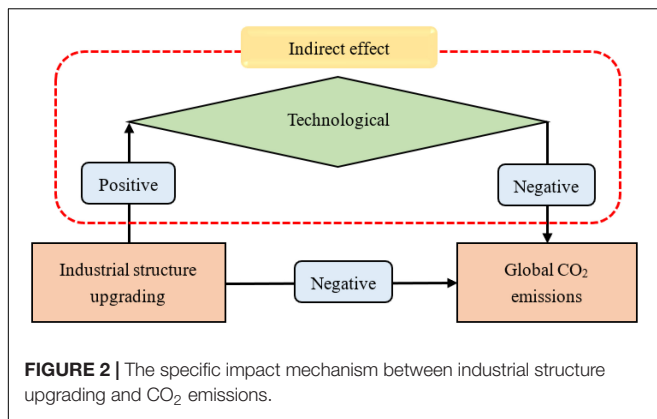 Indirect effect
Technological
Positive
Negative
Industrial structure
upgrading
Negative
Global CO₂
emissions
FIGURE 2 | The specific impact mechanism between industrial structure
upgrading and CO₂ emissions.